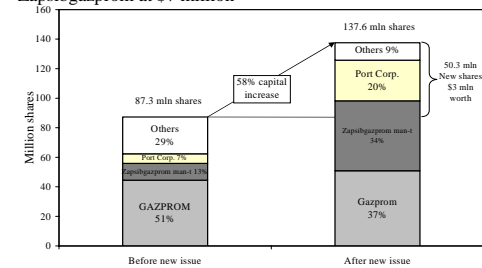 Zapsibgazprom at $7 million
Million shares
160
140
120
100
80
60
40
20
0
87.3 mln shares
Others
29%
Port Corp. 7%
Zapsibgazprom man-t 13%
GAZPROM
51%
Before new issue
58% capital
increase
137.6 mln shares
Others 9%
Port Corp.
20%
Zapsibgazprom man-t
34%
Gazprom
37%
After new issue
50.3 mln
New shares
$3 mln
worth